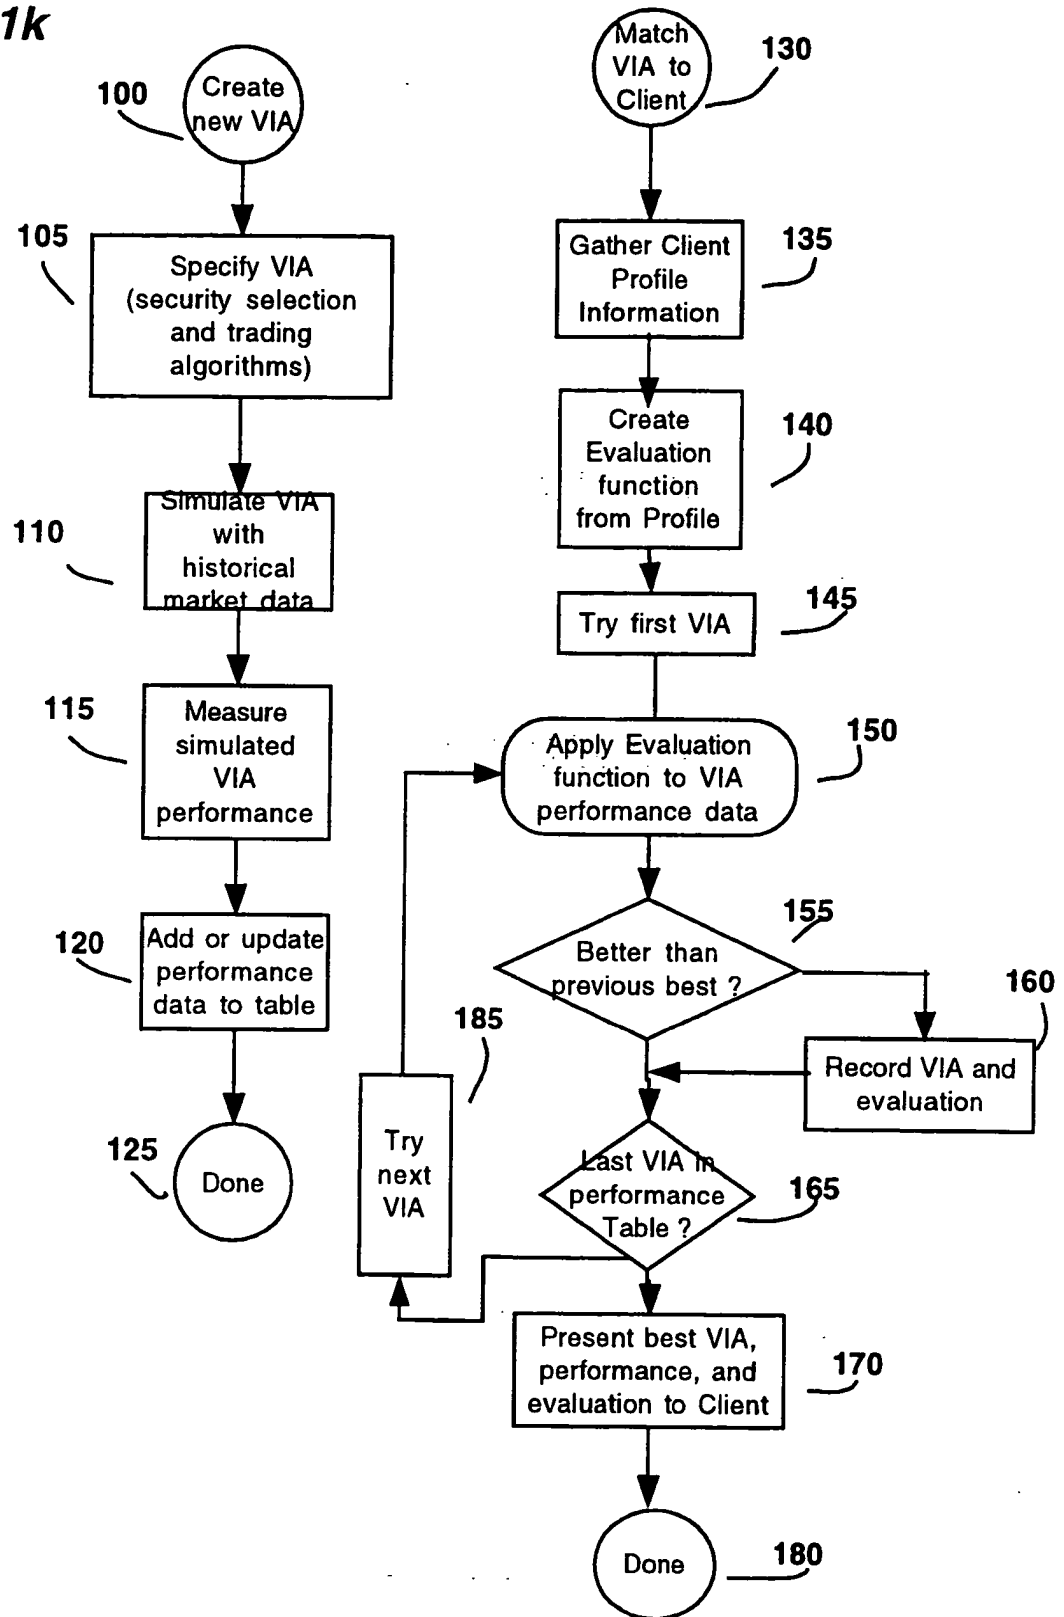 1k
Create
new VIA
100
105
Specify VIA
(security selection
and trading
algorithms)
110
Simulate VIA
with
historical
market data
115
Measure
simulated
VIA
performance
120
Add or update
performance
data to table
125
Done
Match
VIA to
Client
130
Gather Client
Profile
Information
135
Create
Evaluation
function
from Profile
140
Try first VIA
145
Apply Evaluation
function to VIA
performance data
150
Better than
previous best ?
155
Record VIA and
evaluation
160
185
Try
next
VIA
Last VIA in
performance
Table ?
165
Present best VIA,
performance, and
evaluation to Client
170
Done
180